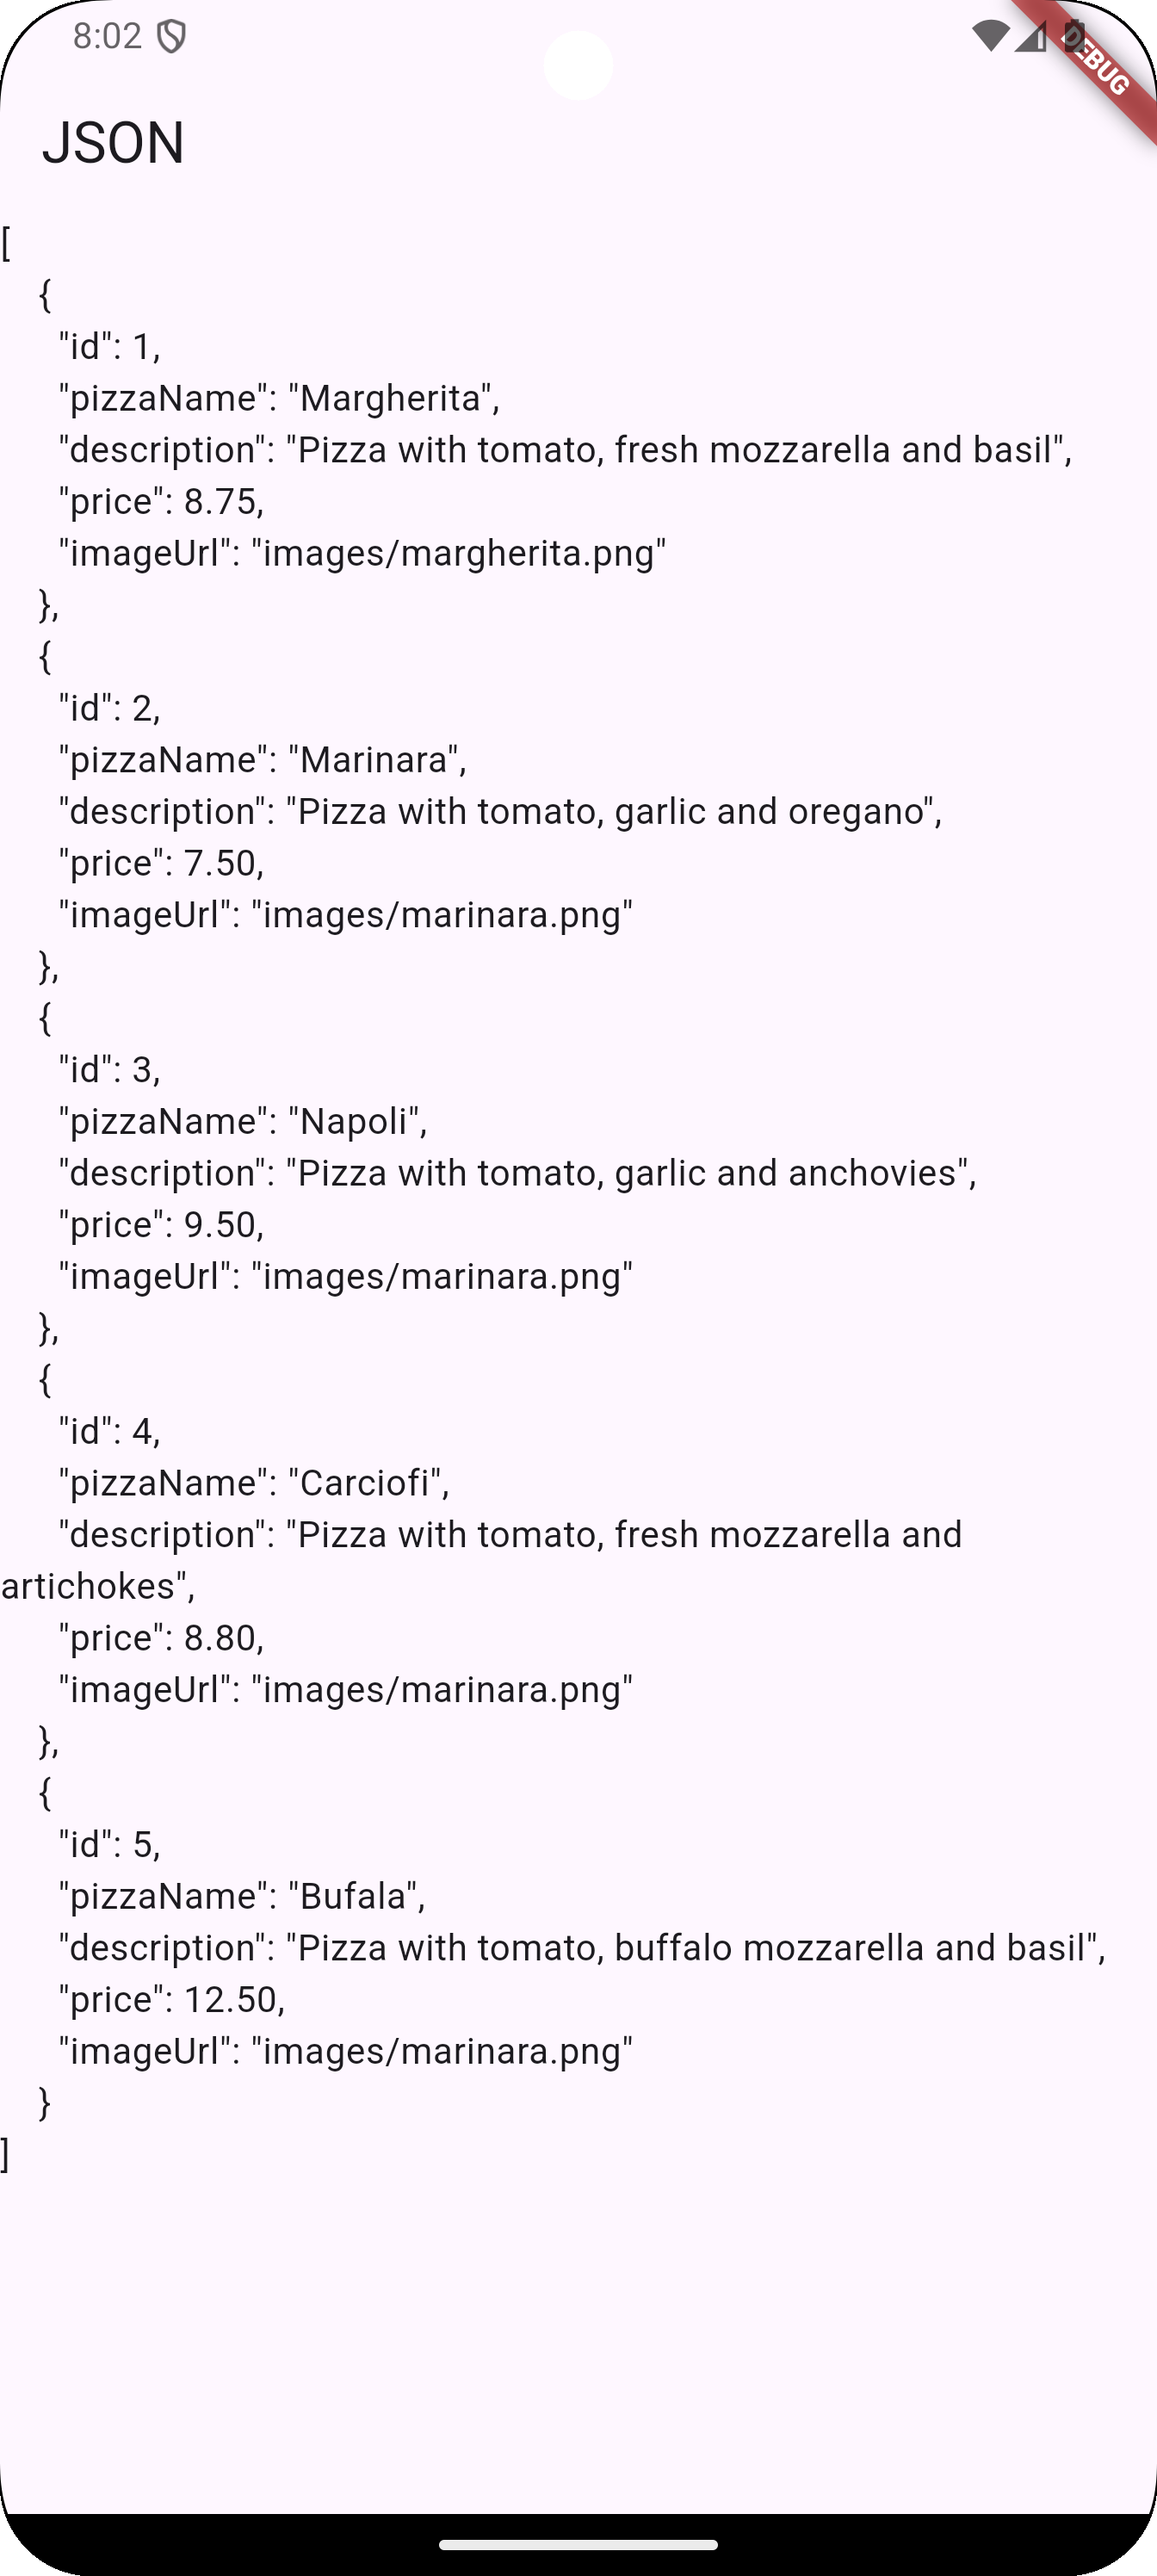 8:02
DEBUG
JSON
[
{
"id": 1,
"pizzaName": "Margherita",
"description": "Pizza with tomato, fresh mozzarella and basil",
"price": 8.75,
"imageUrl": "images/margherita.png"
},
{
"id": 2,
"pizzaName": "Marinara",
"description": "Pizza with tomato, garlic and oregano",
"price": 7.50,
"imageUrl": "images/marinara.png"
},
{
"id": 3,
"pizzaName": "Napoli",
"description": "Pizza with tomato, garlic and anchovies",
"price": 9.50,
"imageUrl": "images/marinara.png"
},
{
"id": 4,
"pizzaName": "Carciofi",
"description": "Pizza with tomato, fresh mozzarella and
artichokes",
"price": 8.80,
"imageUrl": "images/marinara.png"
},
{
"id": 5,
"pizzaName": "Bufala",
"description": "Pizza with tomato, buffalo mozzarella and basil",
"price": 12.50,
"imageUrl": "images/marinara.png"
}
]